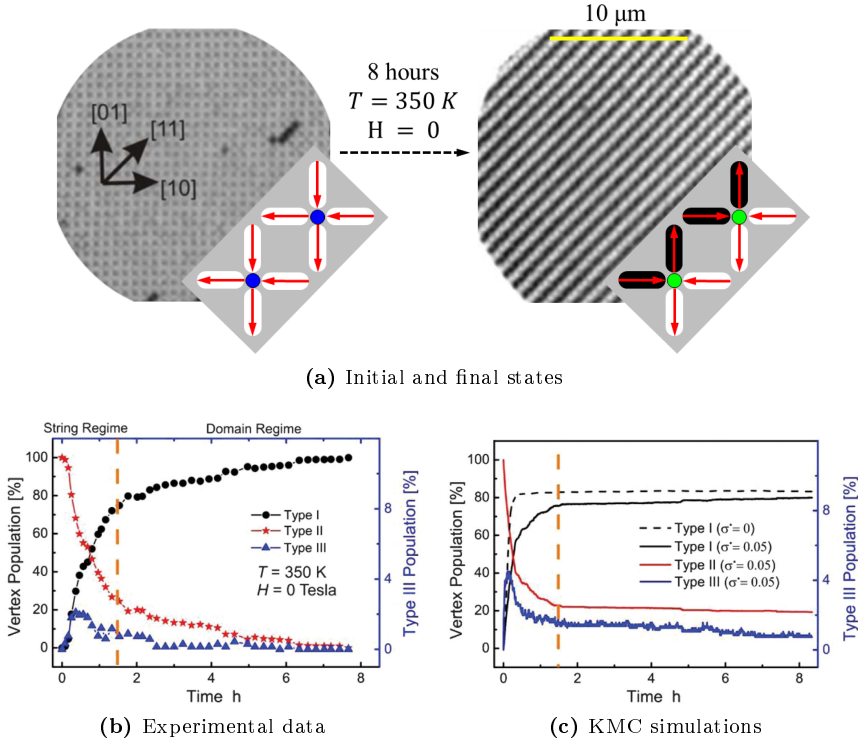 10 μm
8 hours
T = 350 K
H = 0
[01]
[11]
[10]
(a) Initial and final states
String Regime
Domain Regime
Vertex Population [%]
100
80
60
40
20
0
Type I
Type II
Type III
T = 350 K
H = 0 Tesla
8
4
0
Type III Population [%]
0 2 4 6 8
Time h
(b) Experimental data
Vertex Population [%]
100
80
60
40
20
0
Type I (σ*= 0)
Type I (σ*= 0.05)
Type II (σ*= 0.05)
Type III (σ*= 0.05)
8
4
0
Type III Population [%]
0 2 4 6 8
Time h
(c) KMC simulations